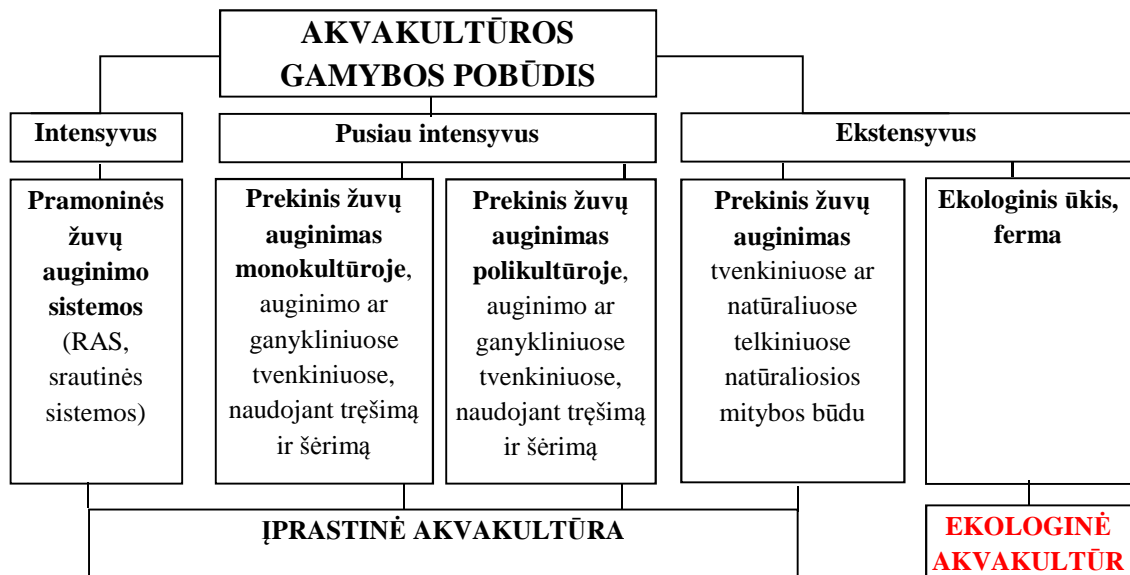 AKVAKULTŪROS
GAMYBOS POBŪDIS
Intensyvus
Pusiau intensyvus
Ekstensyvus
Pramoninės
žuvų
auginimo
sistemos
(RAS,
srautinės
sistemos)
Prekinis žuvų
auginimas
monokultūroje,
auginimo ar
ganykliniuose
tvenkiniuose,
naudojant tręšimą
ir šėrimą
Prekinis žuvų
auginimas
polikultūroje,
auginimo ar
ganykliniuose
tvenkiniuose,
naudojant tręšimą
ir šėrimą
Prekinis žuvų
auginimas
tvenkiniuose ar
natūraliuose
telkiniuose
natūraliosios
mitybos būdu
Ekologinis ūkis,
ferma
ĮPRASTINĖ AKVAKULTŪRA
EKOLOGINĖ
AKVAKULTŪR